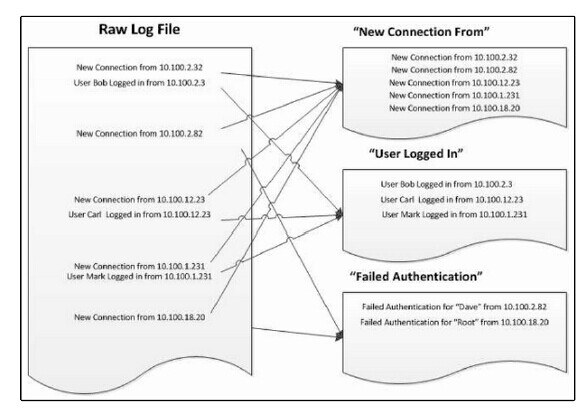 Raw Log File
New Connection from 10.100.2.32
User Bob Logged in from 10.100.2.3
New Connection from 10.100.2.82
New Connection from 10.100.12.23
User Carl Logged in from 10.100.12.23
New Connection from 10.100.1.231
User Mark Logged in from 10.100.1.231
New Connection from 10.100.18.20
“New Connection From”
New Connection from 10.100.2.32
New Connection from 10.100.2.82
New Connection from 10.100.12.23
New Connection from 10.100.1.231
New Connection from 10.100.18.20
“User Logged In”
User Bob Logged in from 10.100.2.3
User Carl Logged in from 10.100.12.23
User Mark Logged in from 10.100.1.231
“Failed Authentication”
Failed Authentication for “Dave” from 10.100.2.82
Failed Authentication for “Root” from 10.100.18.20